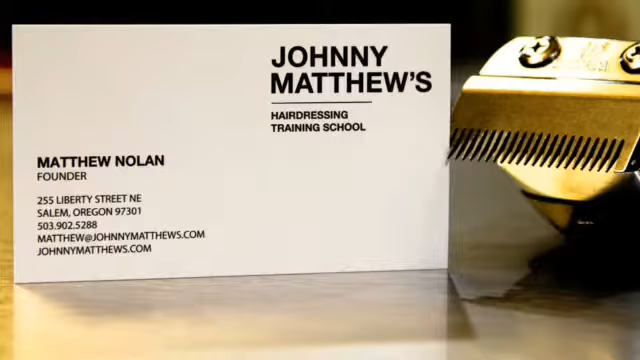 JOHNNY
MATTHEW'S
HAIRDRESSING
TRAINING SCHOOL
MATTHEW NOLAN
FOUNDER
255 LIBERTY STREET NE
SALEM, OREGON 97301
503.902.5288
MATTHEW@JOHNNYMATTHEWS.COM
JOHNNYMATTHEWS.COM